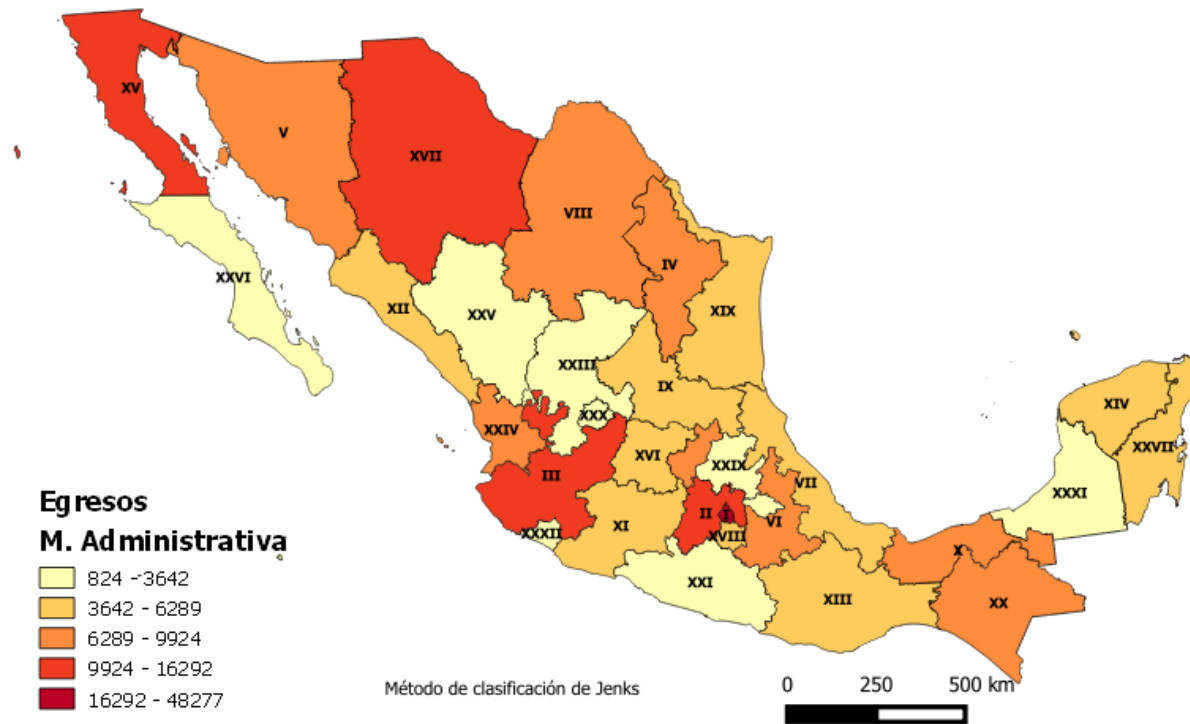 XV
V
XVII
VIII
IV
XXVI
XII
XXV
XIX
XXIII
IX
XXX
XXIV
XIV
XVI
XXVII
XXIX
III
VII
XXXI
II
I
VI
XXXII
XI
XVIII
X
XXI
XIII
XX
Egresos
M. Administrativa
824 - 3642
3642 - 6289
6289 - 9924
9924 - 16292
16292 - 48277
Método de clasificación de Jenks
0 250 500 km